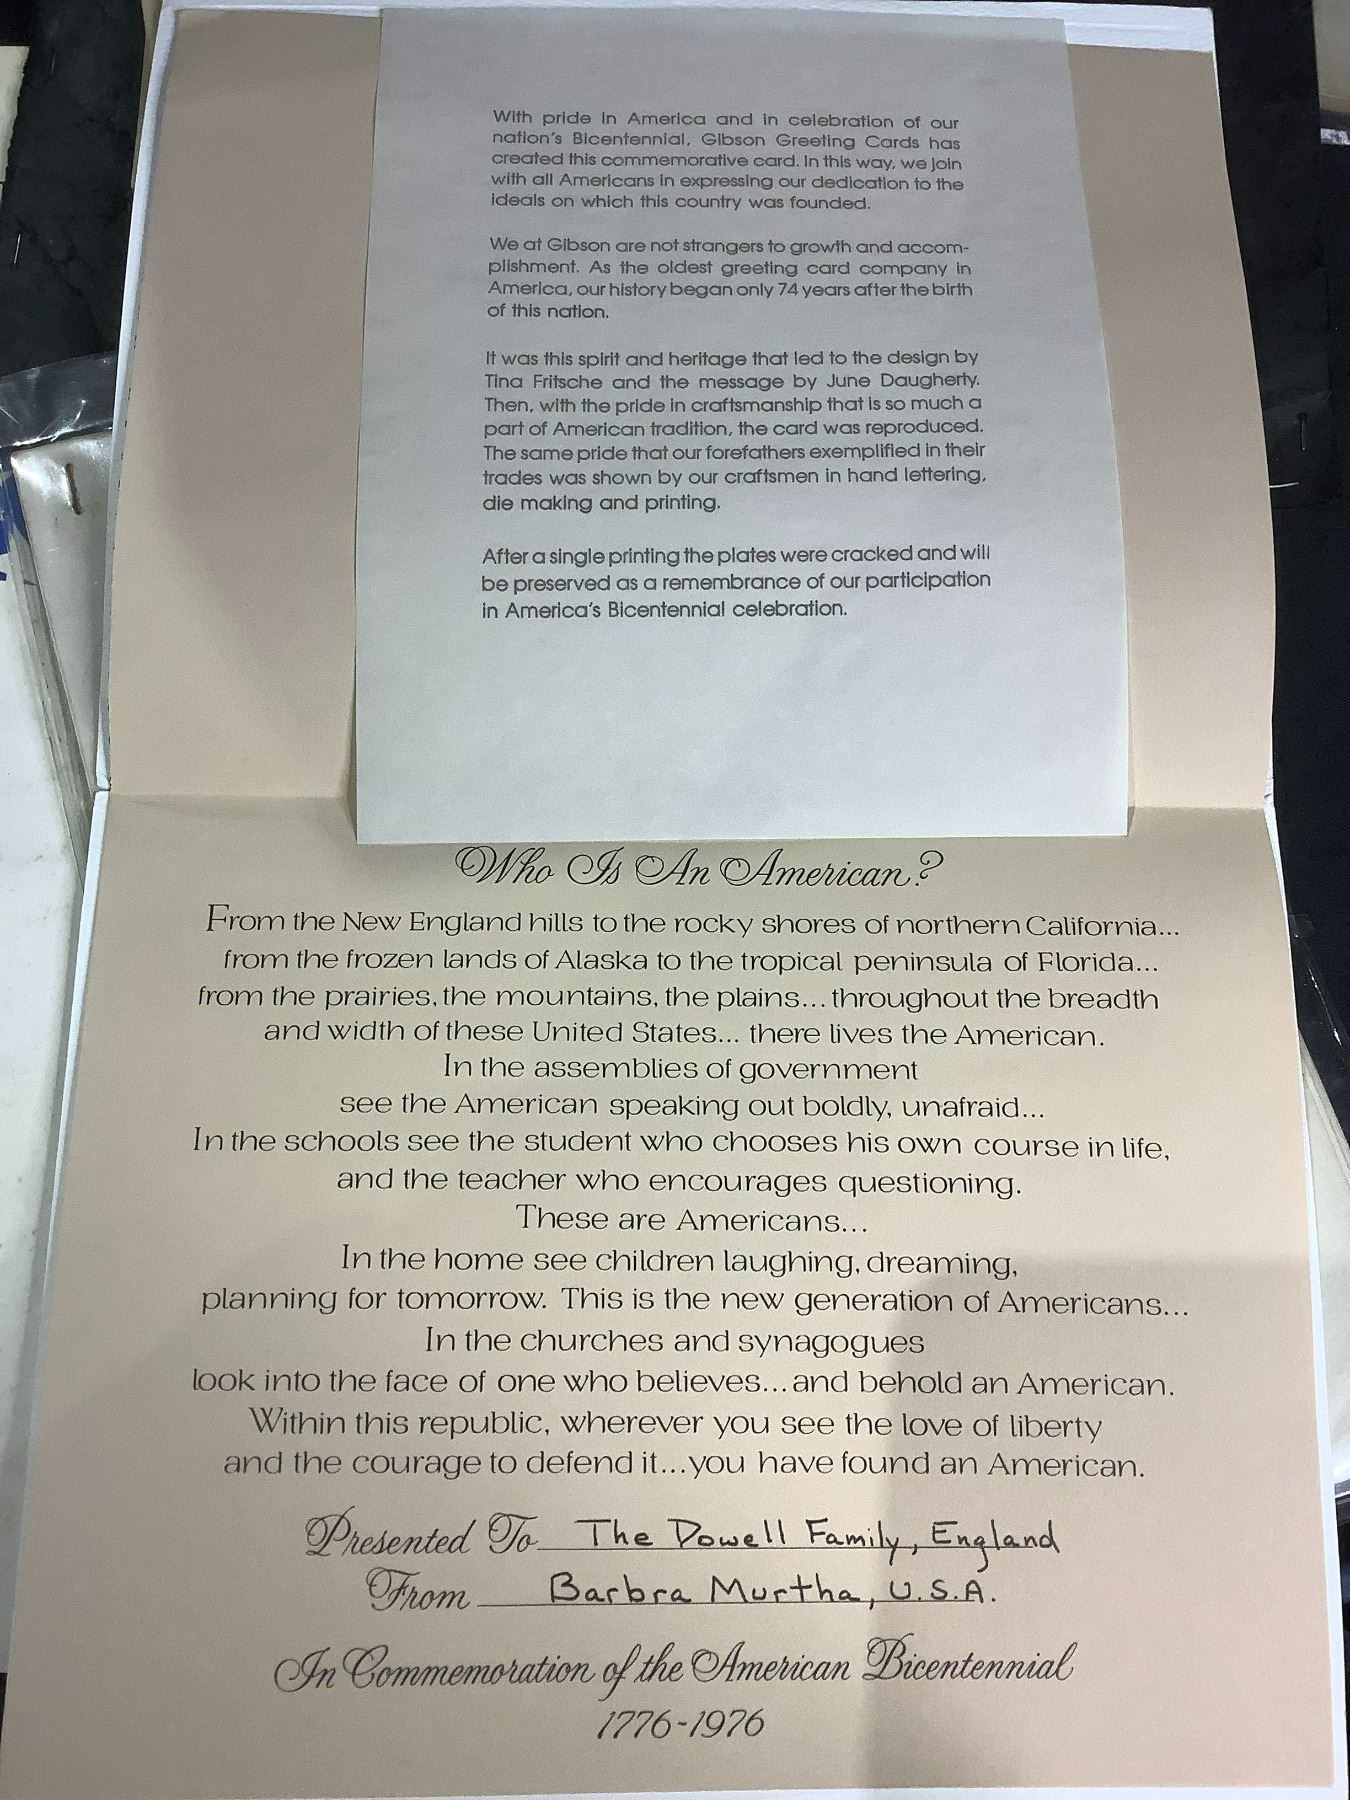 With pride in America and in celebration of our
nation's Bicentennial, Gibson Greeting Cards has
created this commemorative card. In this way, we join
with all Americans in expressing our dedication to the
ideals on which this country was founded.
We at Gibson are not strangers to growth and accom-
plishment. As the oldest greeting card company in
America, our history began only 74 years after the birth
of this nation.
It was this spirit and heritage that led to the design by
Tina Fritsche and the message by June Daugherty.
Then, with the pride in craftsmanship that is so much a
part of American tradition, the card was reproduced.
The same pride that our forefathers exemplified in their
trades was shown by our craftsmen in hand lettering,
die making and printing.
After a single printing the plates were cracked and will
be preserved as a remembrance of our participation
in America's Bicentennial celebration.
Who Is An American?
From the New England hills to the rocky shores of northern California...
from the frozen lands of Alaska to the tropical peninsula of Florida...
from the prairies, the mountains, the plains... throughout the breadth
and width of these United States... there lives the American.
In the assemblies of government
see the American speaking out boldly, unafraid...
In the schools see the student who chooses his own course in life,
and the teacher who encourages questioning.
These are Americans...
In the home see children laughing, dreaming,
planning for tomorrow. This is the new generation of Americans...
In the churches and synagogues
look into the face of one who believes... and behold an American.
Within this republic, wherever you see the love of liberty
and the courage to defend it...you have found an American.
Presented To The Dowell Family, England
From Barbra Murtha, U.S.A.
In Commemoration of the American Bicentennial
1776-1976